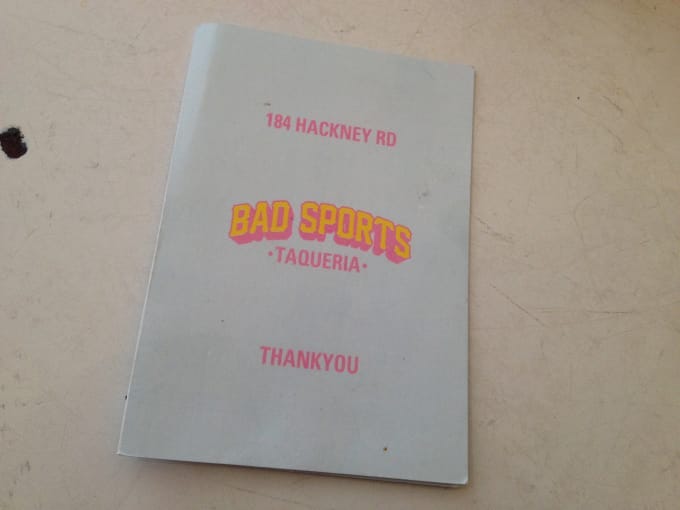 184 HACKNEY RD
BAD SPORTS
•TAQUERIA•
THANKYOU